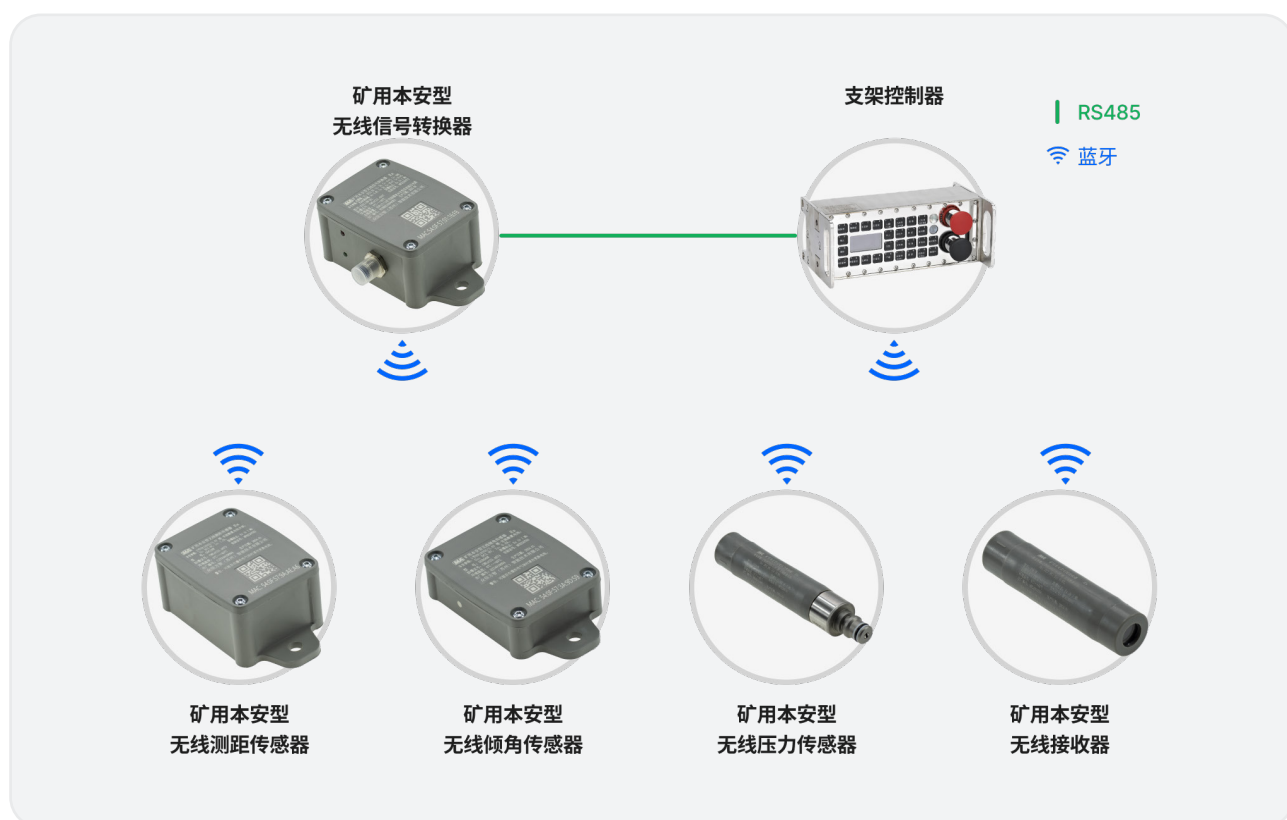 矿用本安型
无线信号转换器
支架控制器
RS485
蓝牙
矿用本安型
无线测距传感器
矿用本安型
无线倾角传感器
矿用本安型
无线压力传感器
矿用本安型
无线接收器